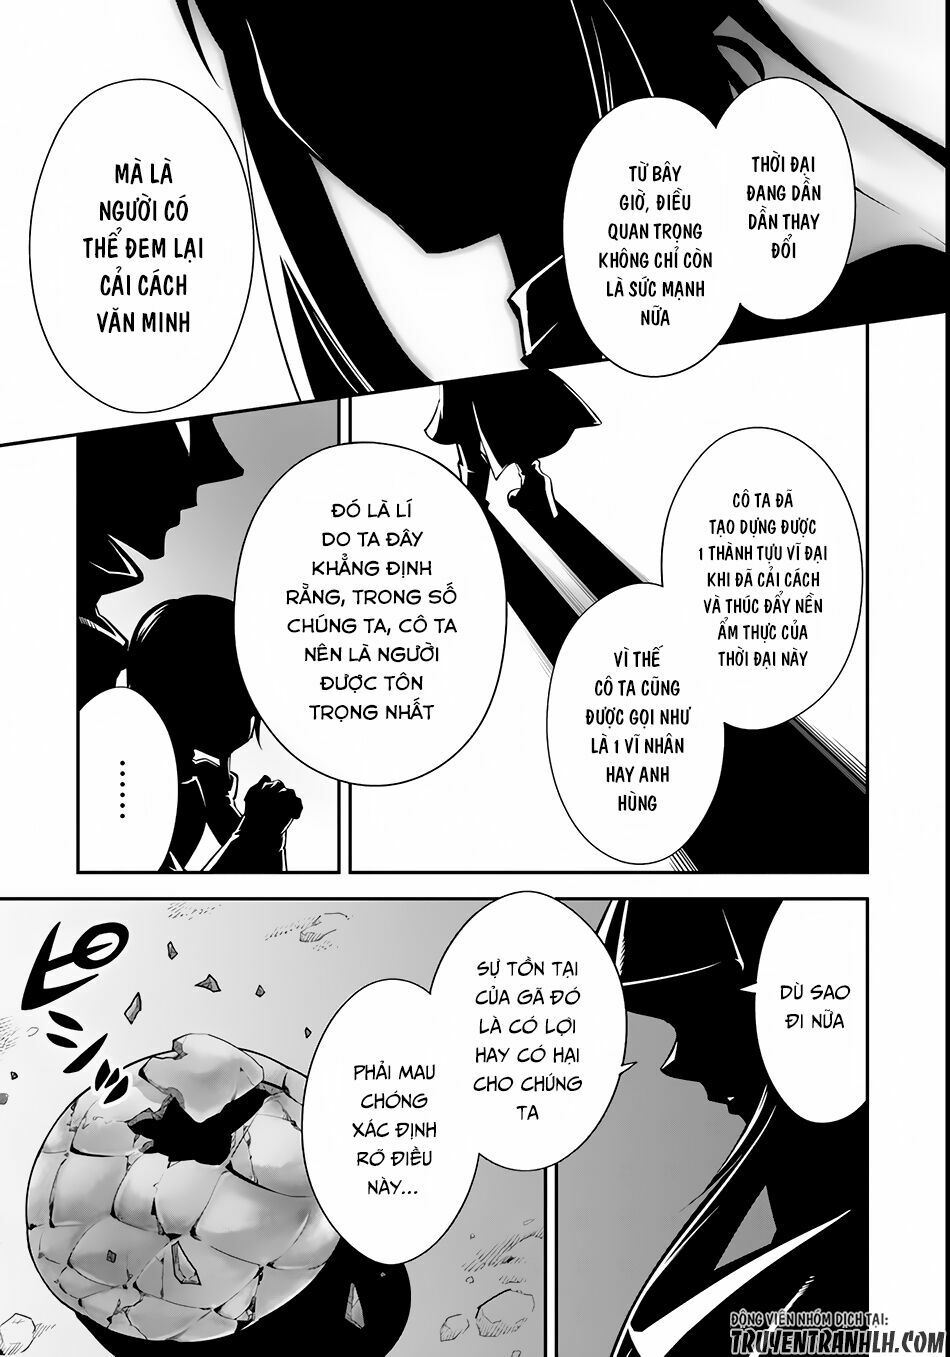 THỜI ĐẠI
ĐANG DẦN
DẦN THAY
ĐỔI
TỪ BÂY
GIỜ, ĐIỀU
QUAN TRỌNG
KHÔNG CHỈ CÒN
LÀ SỨC MẠNH
NỮA
MÀ LÀ
NGƯỜI CÓ
THỂ ĐEM LẠI
CẢI CÁCH
VĂN MINH
CÔ TA ĐÃ
TẠO DỰNG ĐƯỢC
1 THÀNH TỰU VĨ ĐẠI
KHI ĐÃ CẢI CÁCH
VÀ THÚC ĐẨY NỀN
ẨM THỰC CỦA
THỜI ĐẠI NÀY
VÌ THẾ
CÔ TA CŨNG
ĐƯỢC GỌI NHƯ
LÀ 1 VĨ NHÂN
HAY ANH
HÙNG
ĐÓ LÀ LÍ
DO TA ĐÂY
KHẲNG ĐỊNH
RẰNG, TRONG SỐ
CHÚNG TA, CÔ TA
NÊN LÀ NGƯỜI
ĐƯỢC TÔN
TRỌNG NHẤT
......
DÙ SAO
ĐI NỮA
SỰ TỒN TẠI
CỦA GÃ ĐÓ
LÀ CÓ LỢI
HAY CÓ HẠI
CHO CHÚNG
TA
PHẢI MAU
CHÓNG
XÁC ĐỊNH
RỞ ĐIỀU
NÀY...
ピシッ
ĐỘNG VIÊN NHÓM DỊCH TẠI:
TRUYENTRANHLH.COM